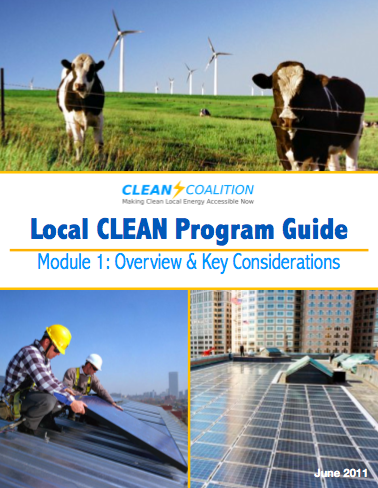 CLEAN COALITION
Making Clean Local Energy Accessible Now
Local CLEAN Program Guide
Module 1: Overview & Key Considerations
June 2011